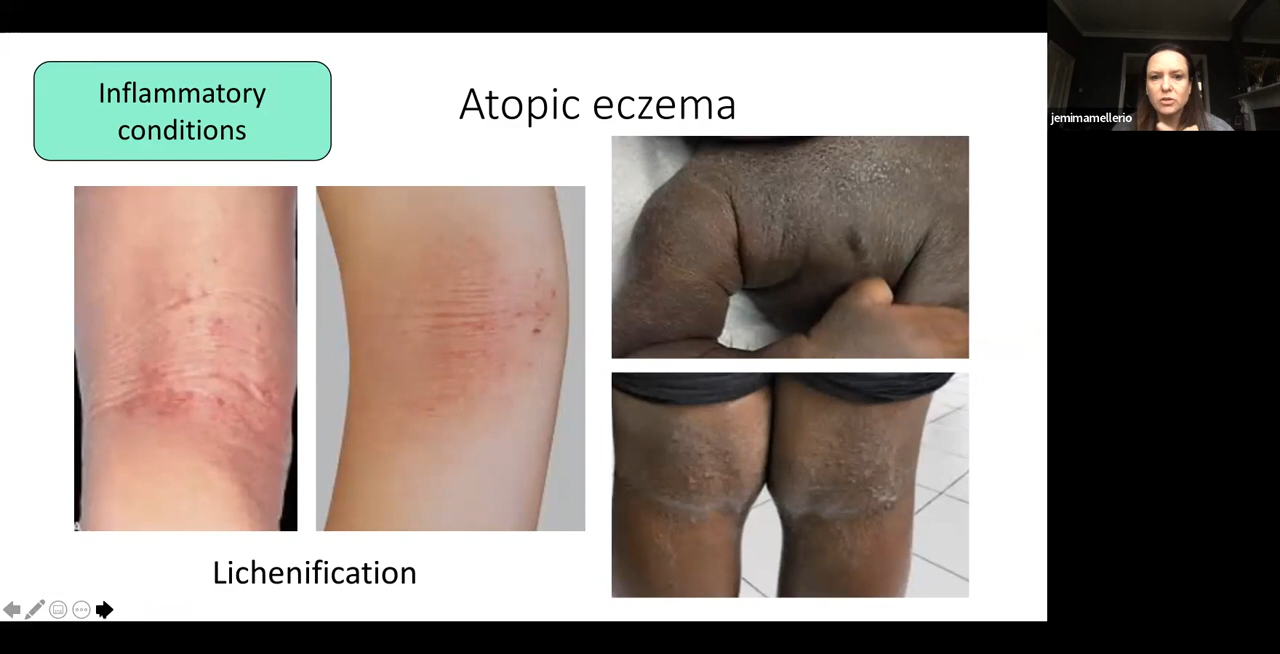 Inflammatory
conditions
Atopic eczema
jemimamellerio
Lichenification